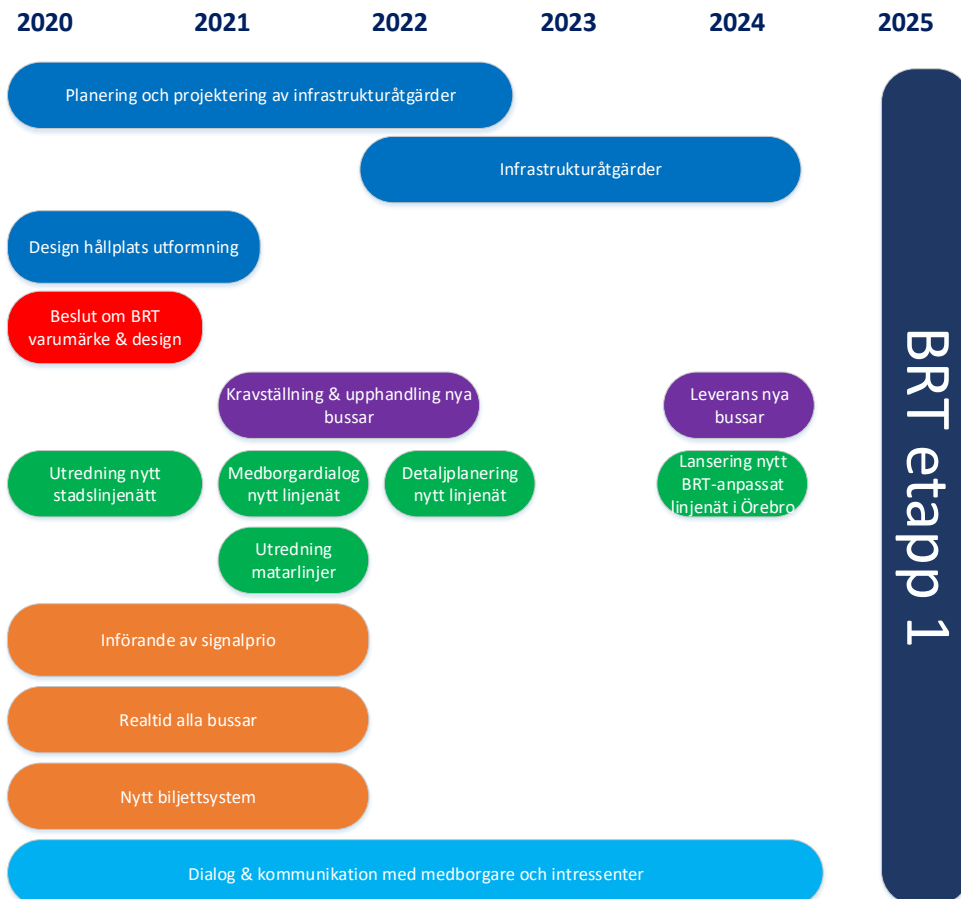 2020 2021 2022 2023 2024 2025
Planering och projektering av infrastrukturåtgärder
Infrastrukturåtgärder
Design hållplats utformning
Beslut om BRT
varumärke & design
Kravställning & upphandling nya
bussar
Leverans nya
bussar
Utredning nytt
stadslinjenätt
Medborgardialog
nytt linjenät
Detaljplanering
nytt linjenät
Lansering nytt
BRT-anpassat
linjenät i Örebro
Utredning
matarlinjer
Införande av signalprio
Realtid alla bussar
Nytt biljettsystem
Dialog & kommunikation med medborgare och intressenter
BRT etapp 1